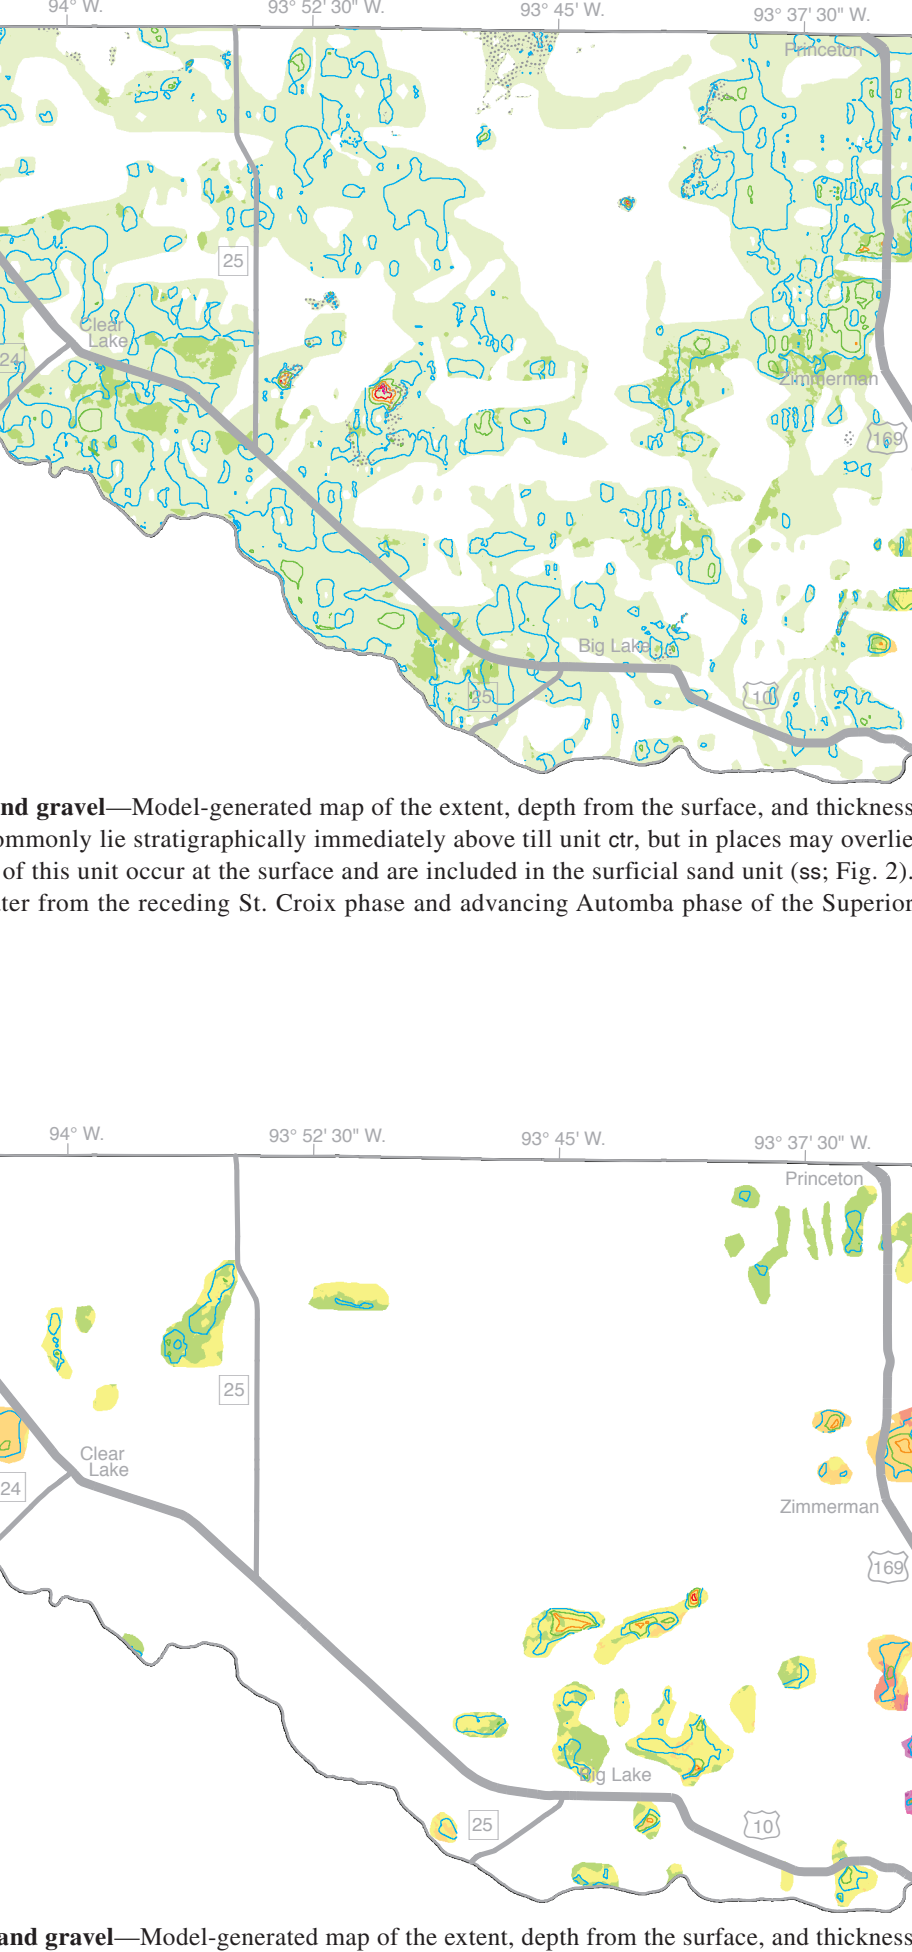 94° W.
93° 52' 30" W.
93° 45' W.
93° 37' 30" W.
Princeton
25
Clear
Lake
24
Zimmerman
169
Big Lake
25
10
nd gravel—Model-generated map of the extent, depth from the surface, and thickness
ommonly lie stratigraphically immediately above till unit ctr, but in places may overlie
of this unit occur at the surface and are included in the surficial sand unit (ss; Fig. 2).
ter from the receding St. Croix phase and advancing Automba phase of the Superior
94° W.
93° 52' 30" W.
93° 45' W.
93° 37' 30" W.
Princeton
25
Clear
Lake
24
Zimmerman
169
Big Lake
25
10
and gravel—Model-generated map of the extent, depth from the surface, and thickness